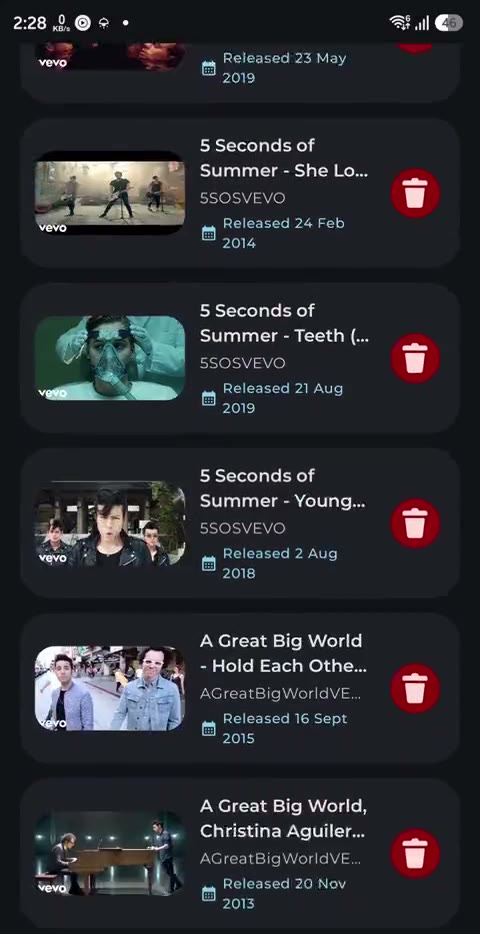 2:28 0 KB/s 46
vevo
Released 23 May
2019
5 Seconds of
Summer - She Lo...
5SOSVEVO
Released 24 Feb
2014
vevo
5 Seconds of
Summer - Teeth (...
5SOSVEVO
Released 21 Aug
2019
vevo
5 Seconds of
Summer - Young...
5SOSVEVO
Released 2 Aug
2018
vevo
A Great Big World
- Hold Each Othe...
AGreatBigWorldVE...
Released 16 Sept
2015
vevo
A Great Big World,
Christina Aguiler...
AGreatBigWorldVE...
Released 20 Nov
2013
vevo